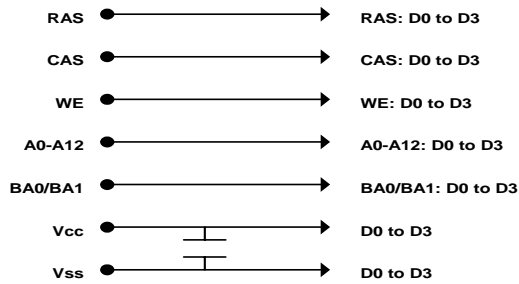 RAS RAS: D0 to D3
CAS CAS: D0 to D3
WE WE: D0 to D3
A0-A12 A0-A12: D0 to D3
BA0/BA1 BA0/BA1: D0 to D3
Vcc D0 to D3
Vss D0 to D3